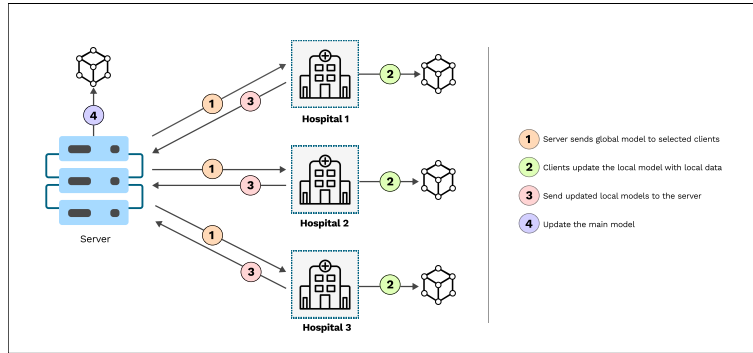 1
2
3
Hospital 1
4
Server
1
2
3
Hospital 2
1
2
3
Hospital 3
1 Server sends global model to selected clients
2 Clients update the local model with local data
3 Send updated local models to the server
4 Update the main model